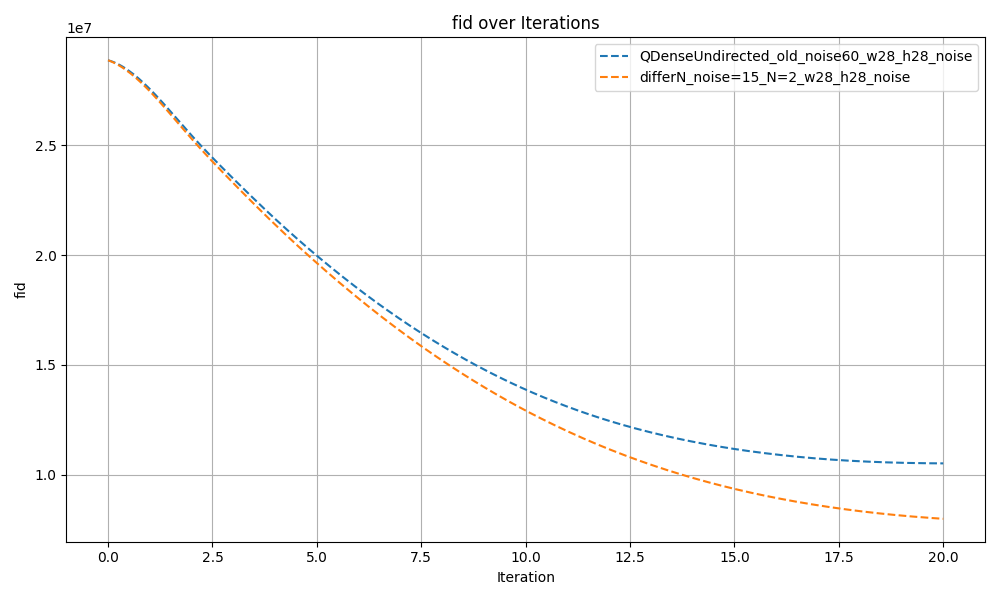 fid over Iterations
1e7
QDenseUndirected_old_noise60_w28_h28_noise
differN_noise=15_N=2_w28_h28_noise
2.5
2.0
1.5
1.0
fid
0.0 2.5 5.0 7.5 10.0 12.5 15.0 17.5 20.0
Iteration